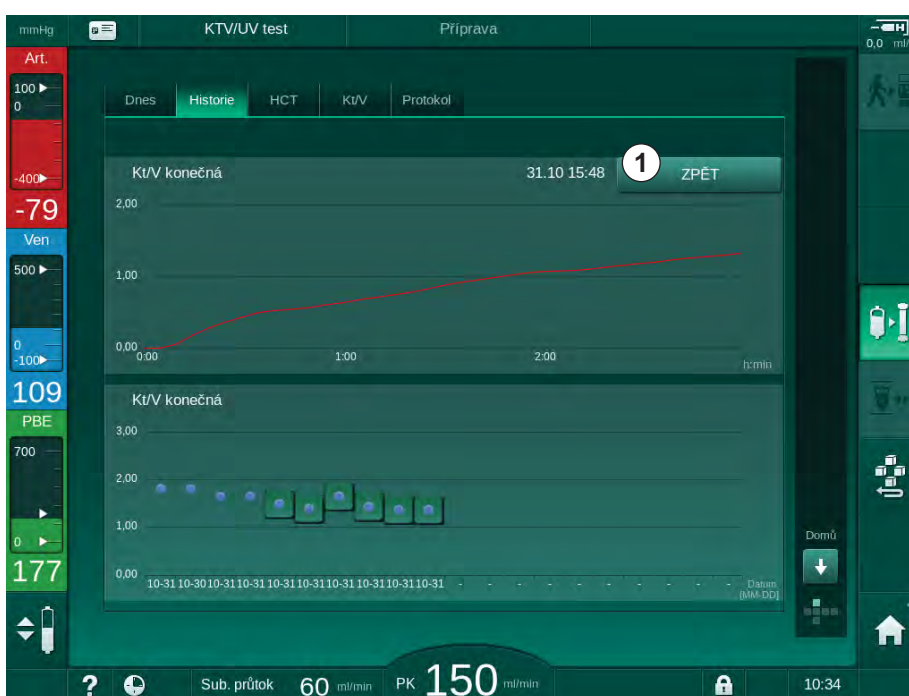 mmHg KTV/UV test Příprava
0,0 ml/
Art.
100
0
-400
-79
Ven
500
0
-100
109
PBE
700
0
177
Dnes Historie HCT Kt/V Protokol
Kt/V konečná 31.10 15:48 1 ZPĚT
2,00
1,00
0,00
0:00 1:00 2:00 h:min
Kt/V konečná
3,00
2,00
1,00
0,00
10-31 10-30 10-31 10-31 10-31 10-31 10-31 10-31 10-31 10-31 - - - - - - - - - - Datum
[MM-DD]
Domů
? Sub. průtok 60 ml/min PK 150 ml/min 10:34